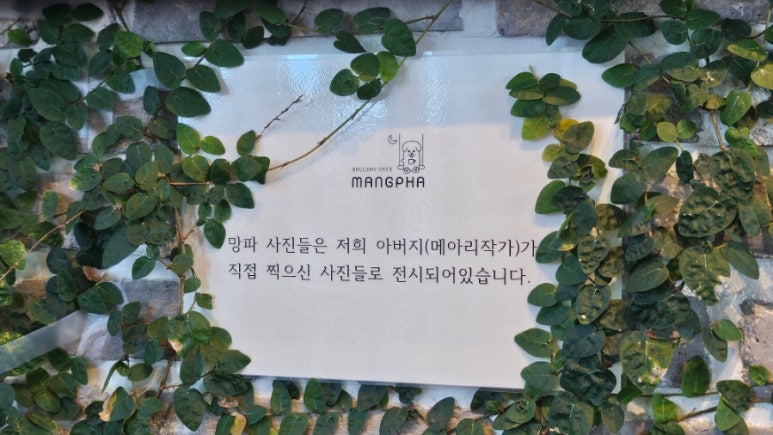 GALLERY CAFE
MANGPHA
망파 사진들은 저희 아버지(메아리작가)가
직접 찍으신 사진들로 전시되어있습니다.